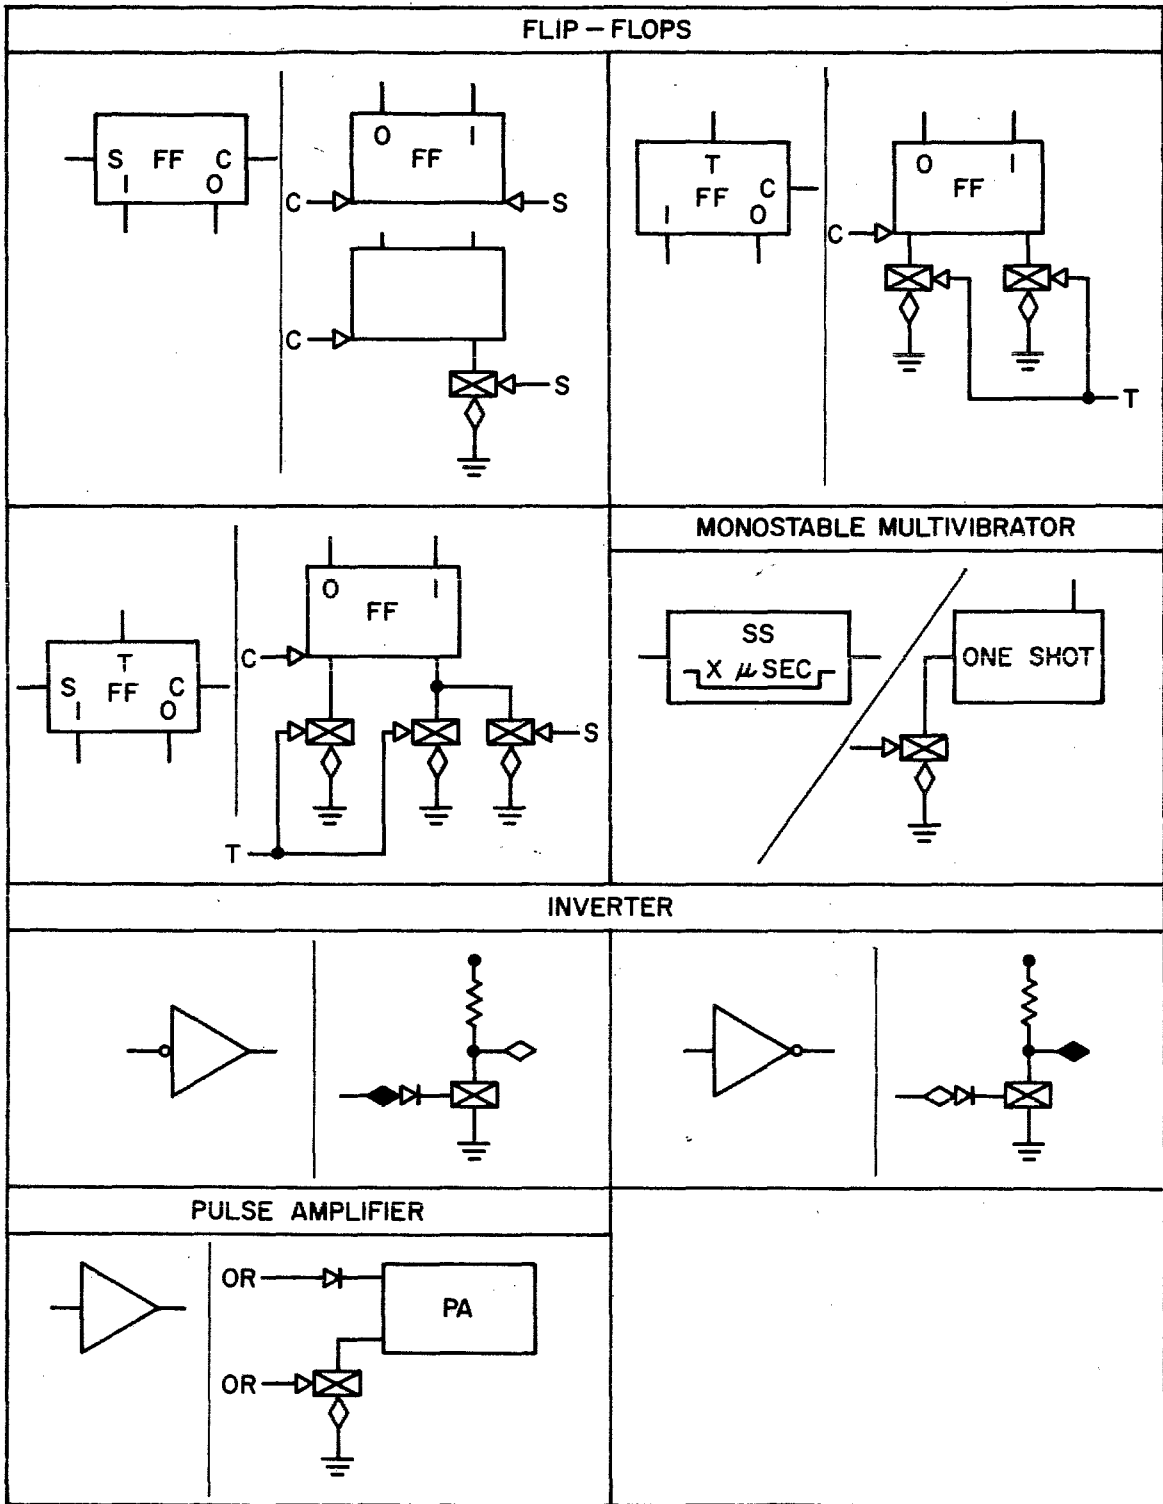 FLIP – FLOPS
S FF C
I O
O I
FF
C S
C
S
T
FF C
I O
O I
FF
C
T
T
S FF C
I O
O I
FF
C
S
T
MONOSTABLE MULTIVIBRATOR
SS
X μ SEC
ONE SHOT
INVERTER
PULSE AMPLIFIER
OR
PA
OR